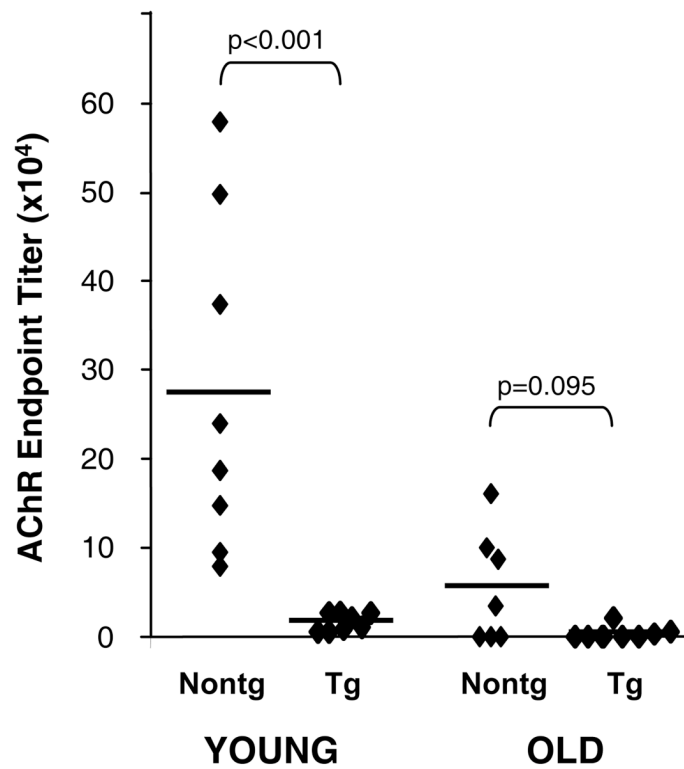 p<0.001
60
50
40
30
20
10
0
AChR Endpoint Titer (x10⁴)
p=0.095
Nontg Tg Nontg Tg
YOUNG OLD